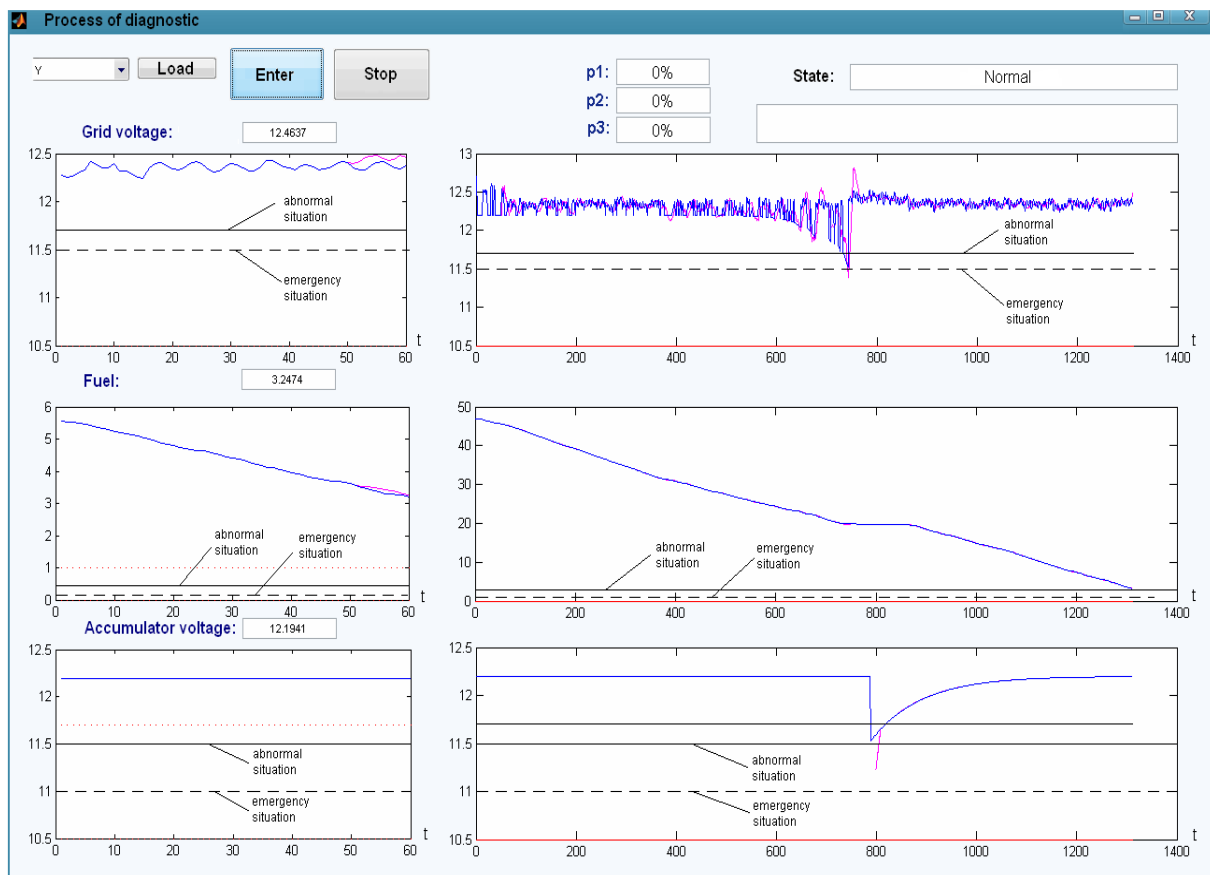 Process of diagnostic
Y
Load
Enter
Stop
p1:
0%
p2:
0%
p3:
0%
State:
Normal
Grid voltage:
12.4637
12.5
12
11.5
11
10.5
abnormal
situation
emergency
situation
0 10 20 30 40 50 60
t
13
12.5
12
11.5
11
10.5
abnormal
situation
emergency
situation
0 200 400 600 800 1000 1200 1400
t
Fuel:
3.2474
6
5
4
3
2
1
0
abnormal
situation
emergency
situation
0 10 20 30 40 50 60
t
50
40
30
20
10
0
abnormal
situation
emergency
situation
0 200 400 600 800 1000 1200 1400
t
Accumulator voltage:
12.1941
12.5
12
11.5
11
10.5
abnormal
situation
emergency
situation
0 10 20 30 40 50 60
t
12.5
12
11.5
11
10.5
abnormal
situation
emergency
situation
0 200 400 600 800 1000 1200 1400
t